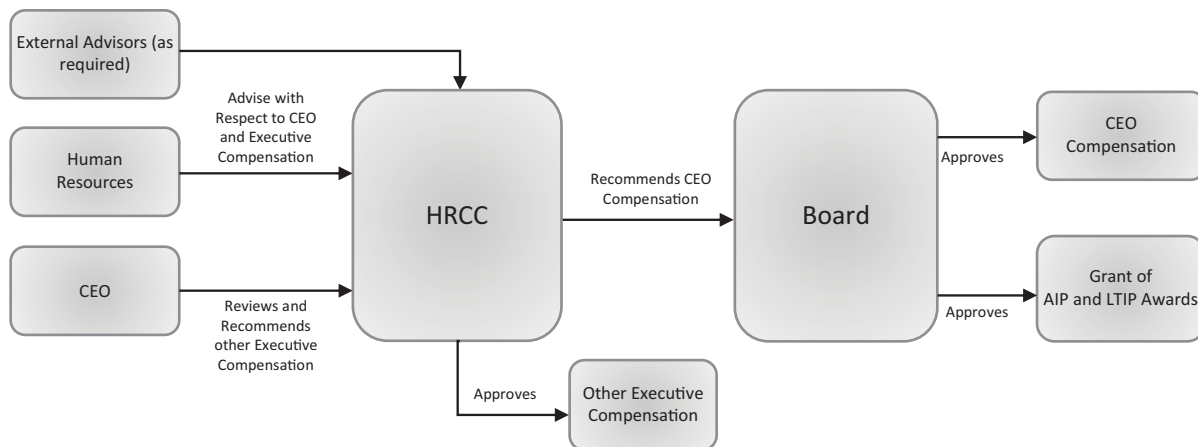 External Advisors (as
required)
Advise with
Respect to CEO
and Executive
Compensation
Human
Resources
CEO
Reviews and
Recommends
other Executive
Compensation
HRCC
Approves
Other Executive
Compensation
Recommends CEO
Compensation
Board
Approves
CEO
Compensation
Approves
Grant of
AIP and LTIP Awards